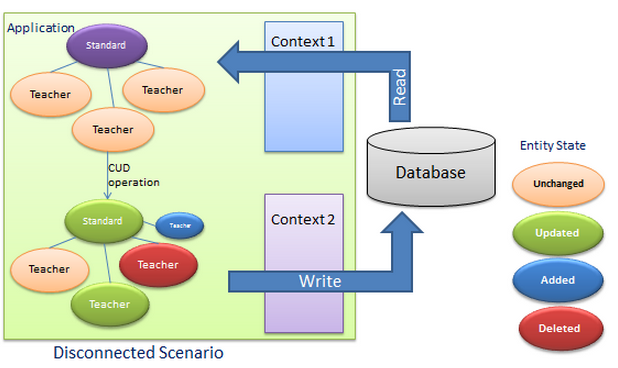 Application
Standard
Context 1
Teacher
Teacher
Teacher
Read
Database
Entity State
Unchanged
CUD
operation
Standard
Teacher
Context 2
Updated
Teacher
Teacher
Teacher
Write
Added
Deleted
Disconnected Scenario